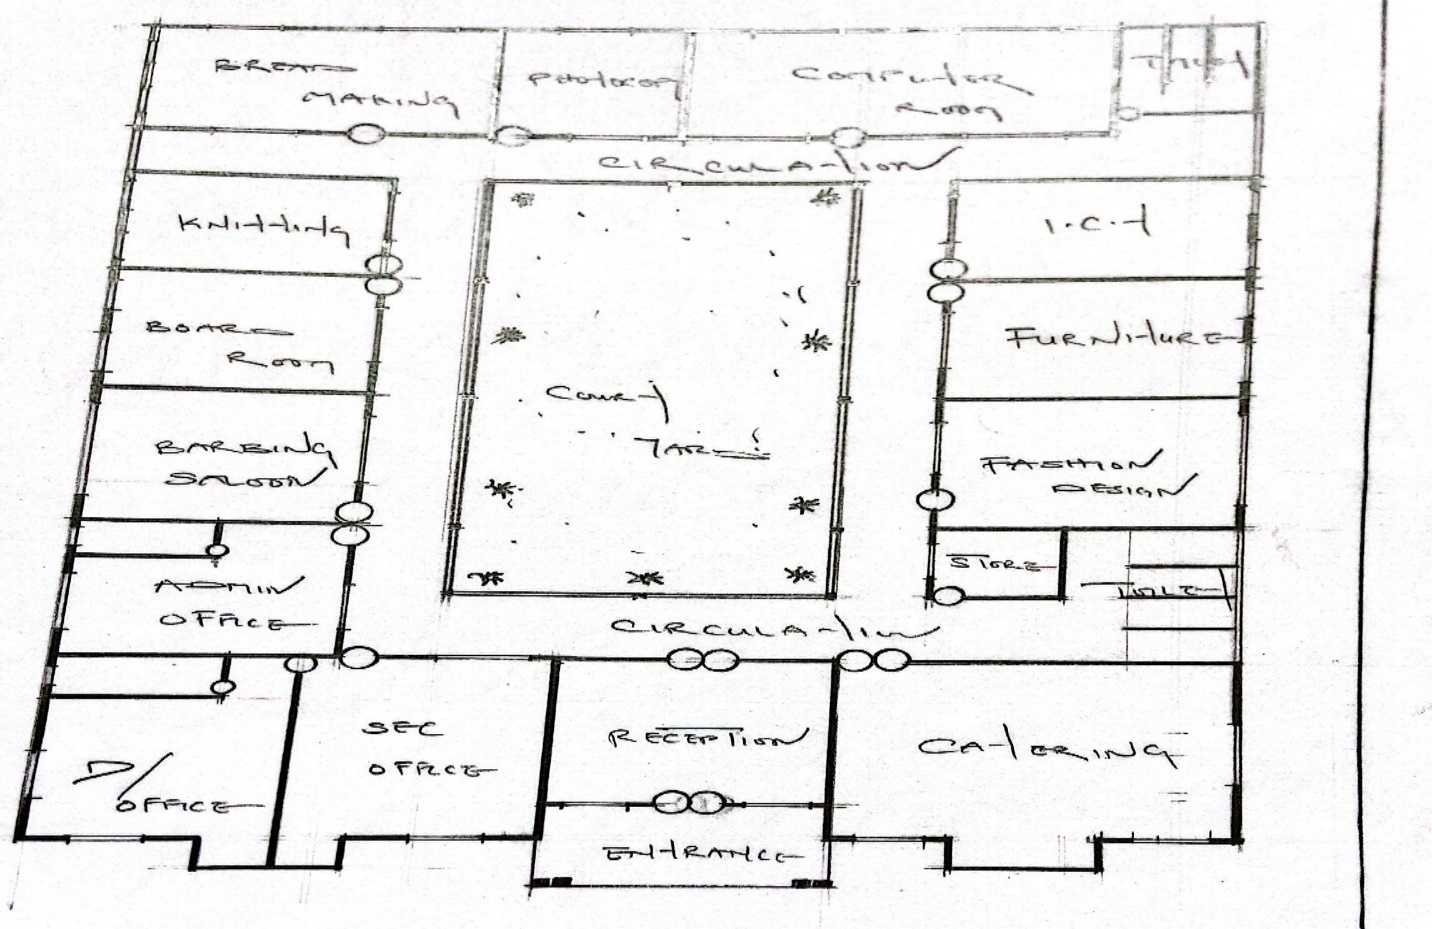 BREAD
MAKING
PHOTOCOPY
COMPUTER
ROOM
TOILET
CIRCULATION
KNITTING
I.C.T
BOARD
ROOM
FURNITURE
COURT
YARD
BARBING
SALOON
FASHION
DESIGN
ADMIN
OFFICE
STORE
TOILET
CIRCULATION
SEC
OFFICE
RECEPTION
CATERING
D/
OFFICE
ENTRANCE